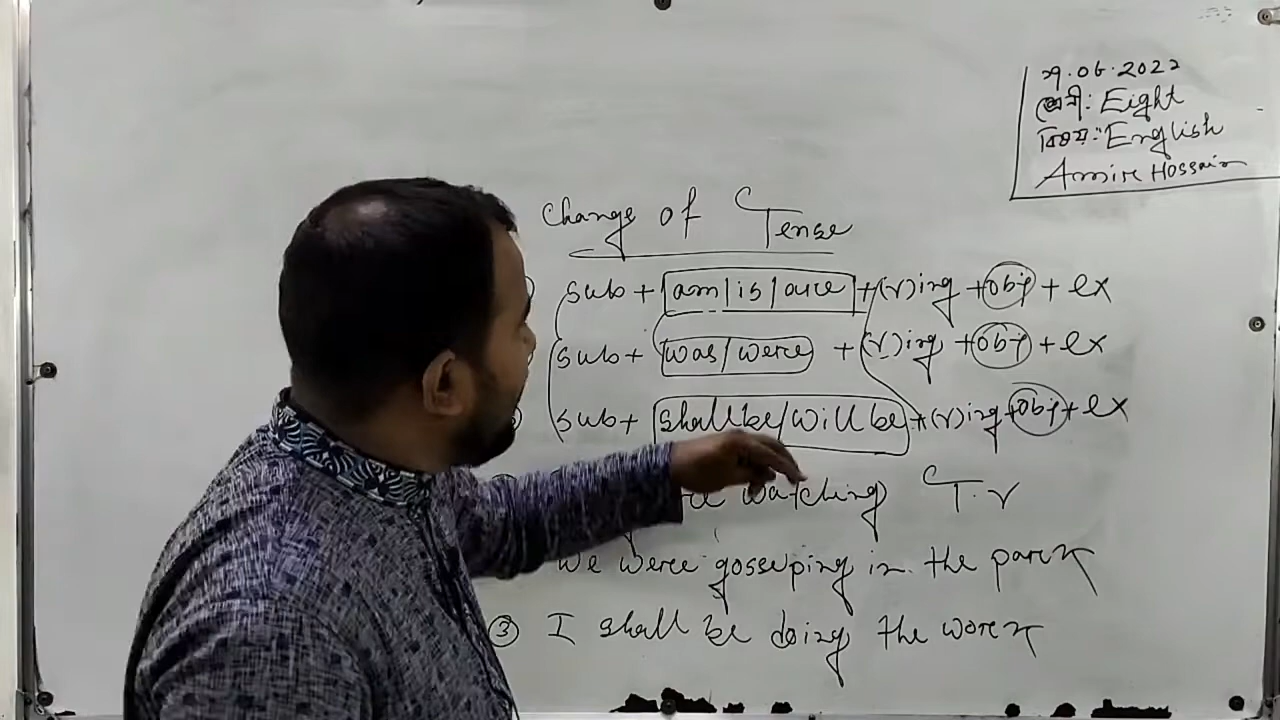 ২৭.০৬.২০২২
শ্রেণী: Eight
বিষয়: English
Amir Hossain
Change of Tense
sub + am/is/are + (v)ing + obj + ex
sub + was/were + (v)ing + obj + ex
sub + shall be/will be + (v)ing + obj + ex
watching T.V
We were gosseping in the park
③ I shall be doing the work